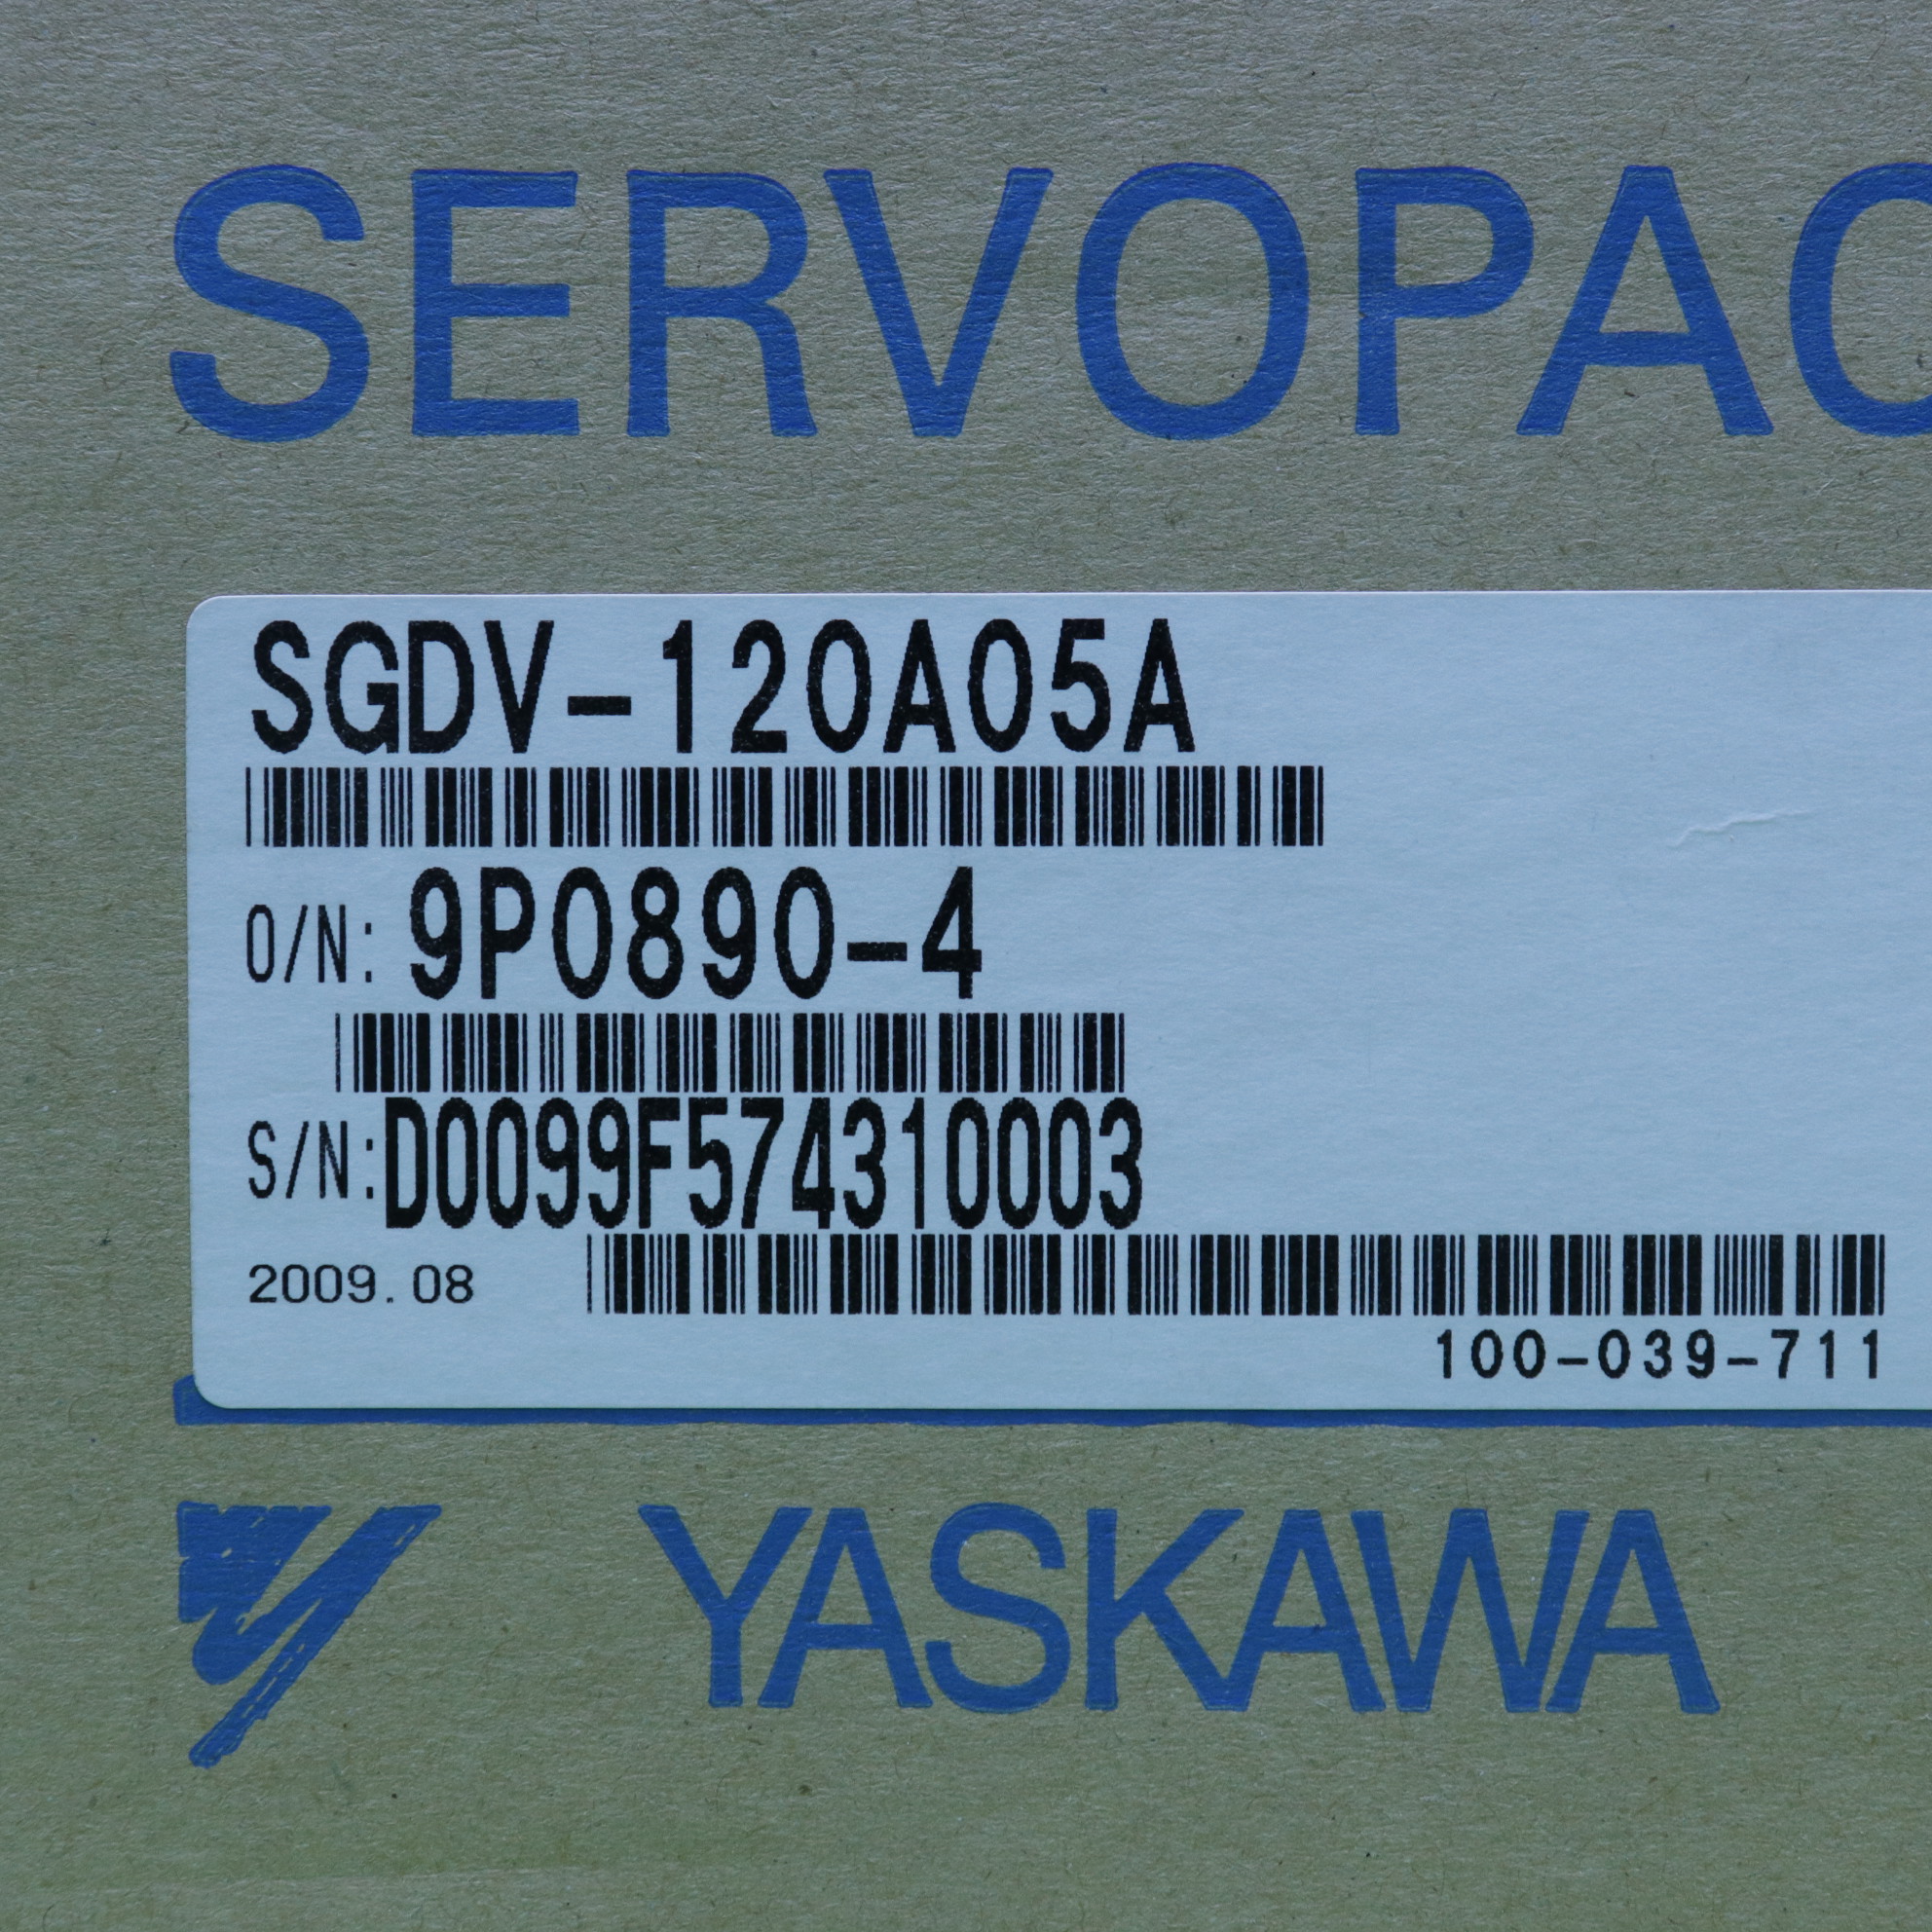 SERVOPAC
SGDV-120A05A
O/N: 9P0890-4
S/N: D0099F574310003
2009.08
100-039-711
YASKAWA